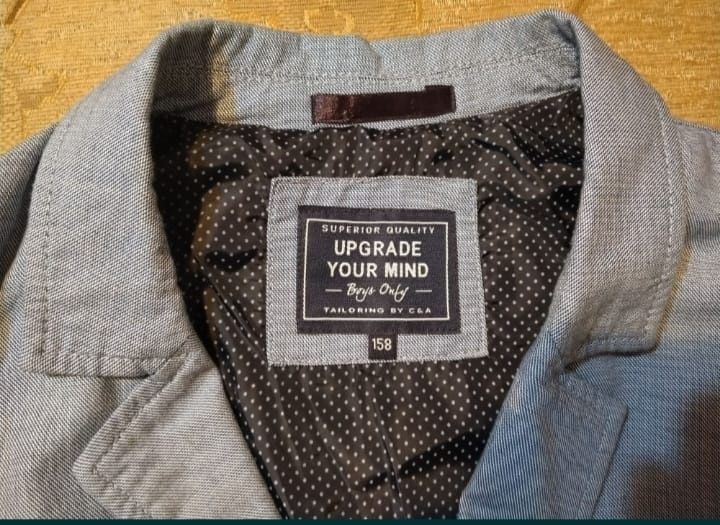 SUPERIOR QUALITY
UPGRADE
YOUR MIND
Boys Only
TAILORING BY C&A
158